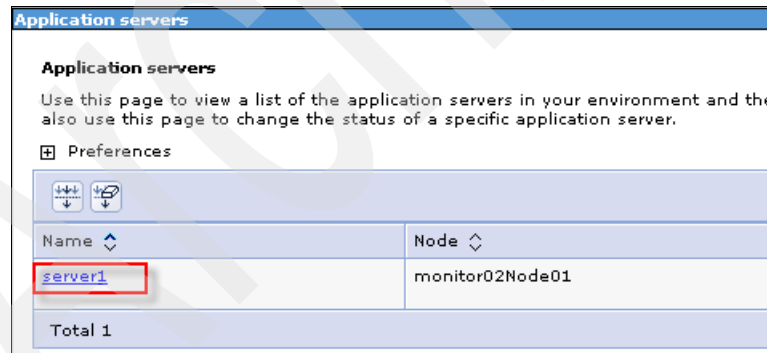 Application servers
Application servers
Use this page to view a list of the application servers in your environment and the
also use this page to change the status of a specific application server.
Preferences
Name Node
server1 monitor02Node01
Total 1